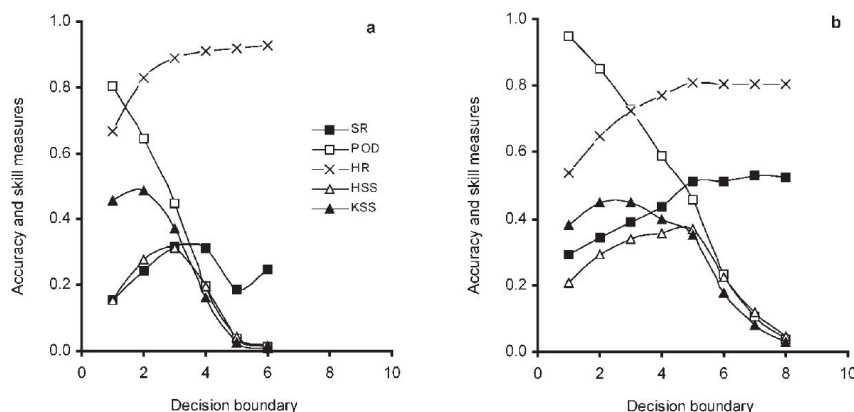 a
Accuracy and skill measures
1.0
0.8
0.6
0.4
0.2
0.0
0 2 4 6 8 10
Decision boundary
SR
POD
HR
HSS
KSS
b
Accuracy and skill measures
1.0
0.8
0.6
0.4
0.2
0.0
0 2 4 6 8 10
Decision boundary